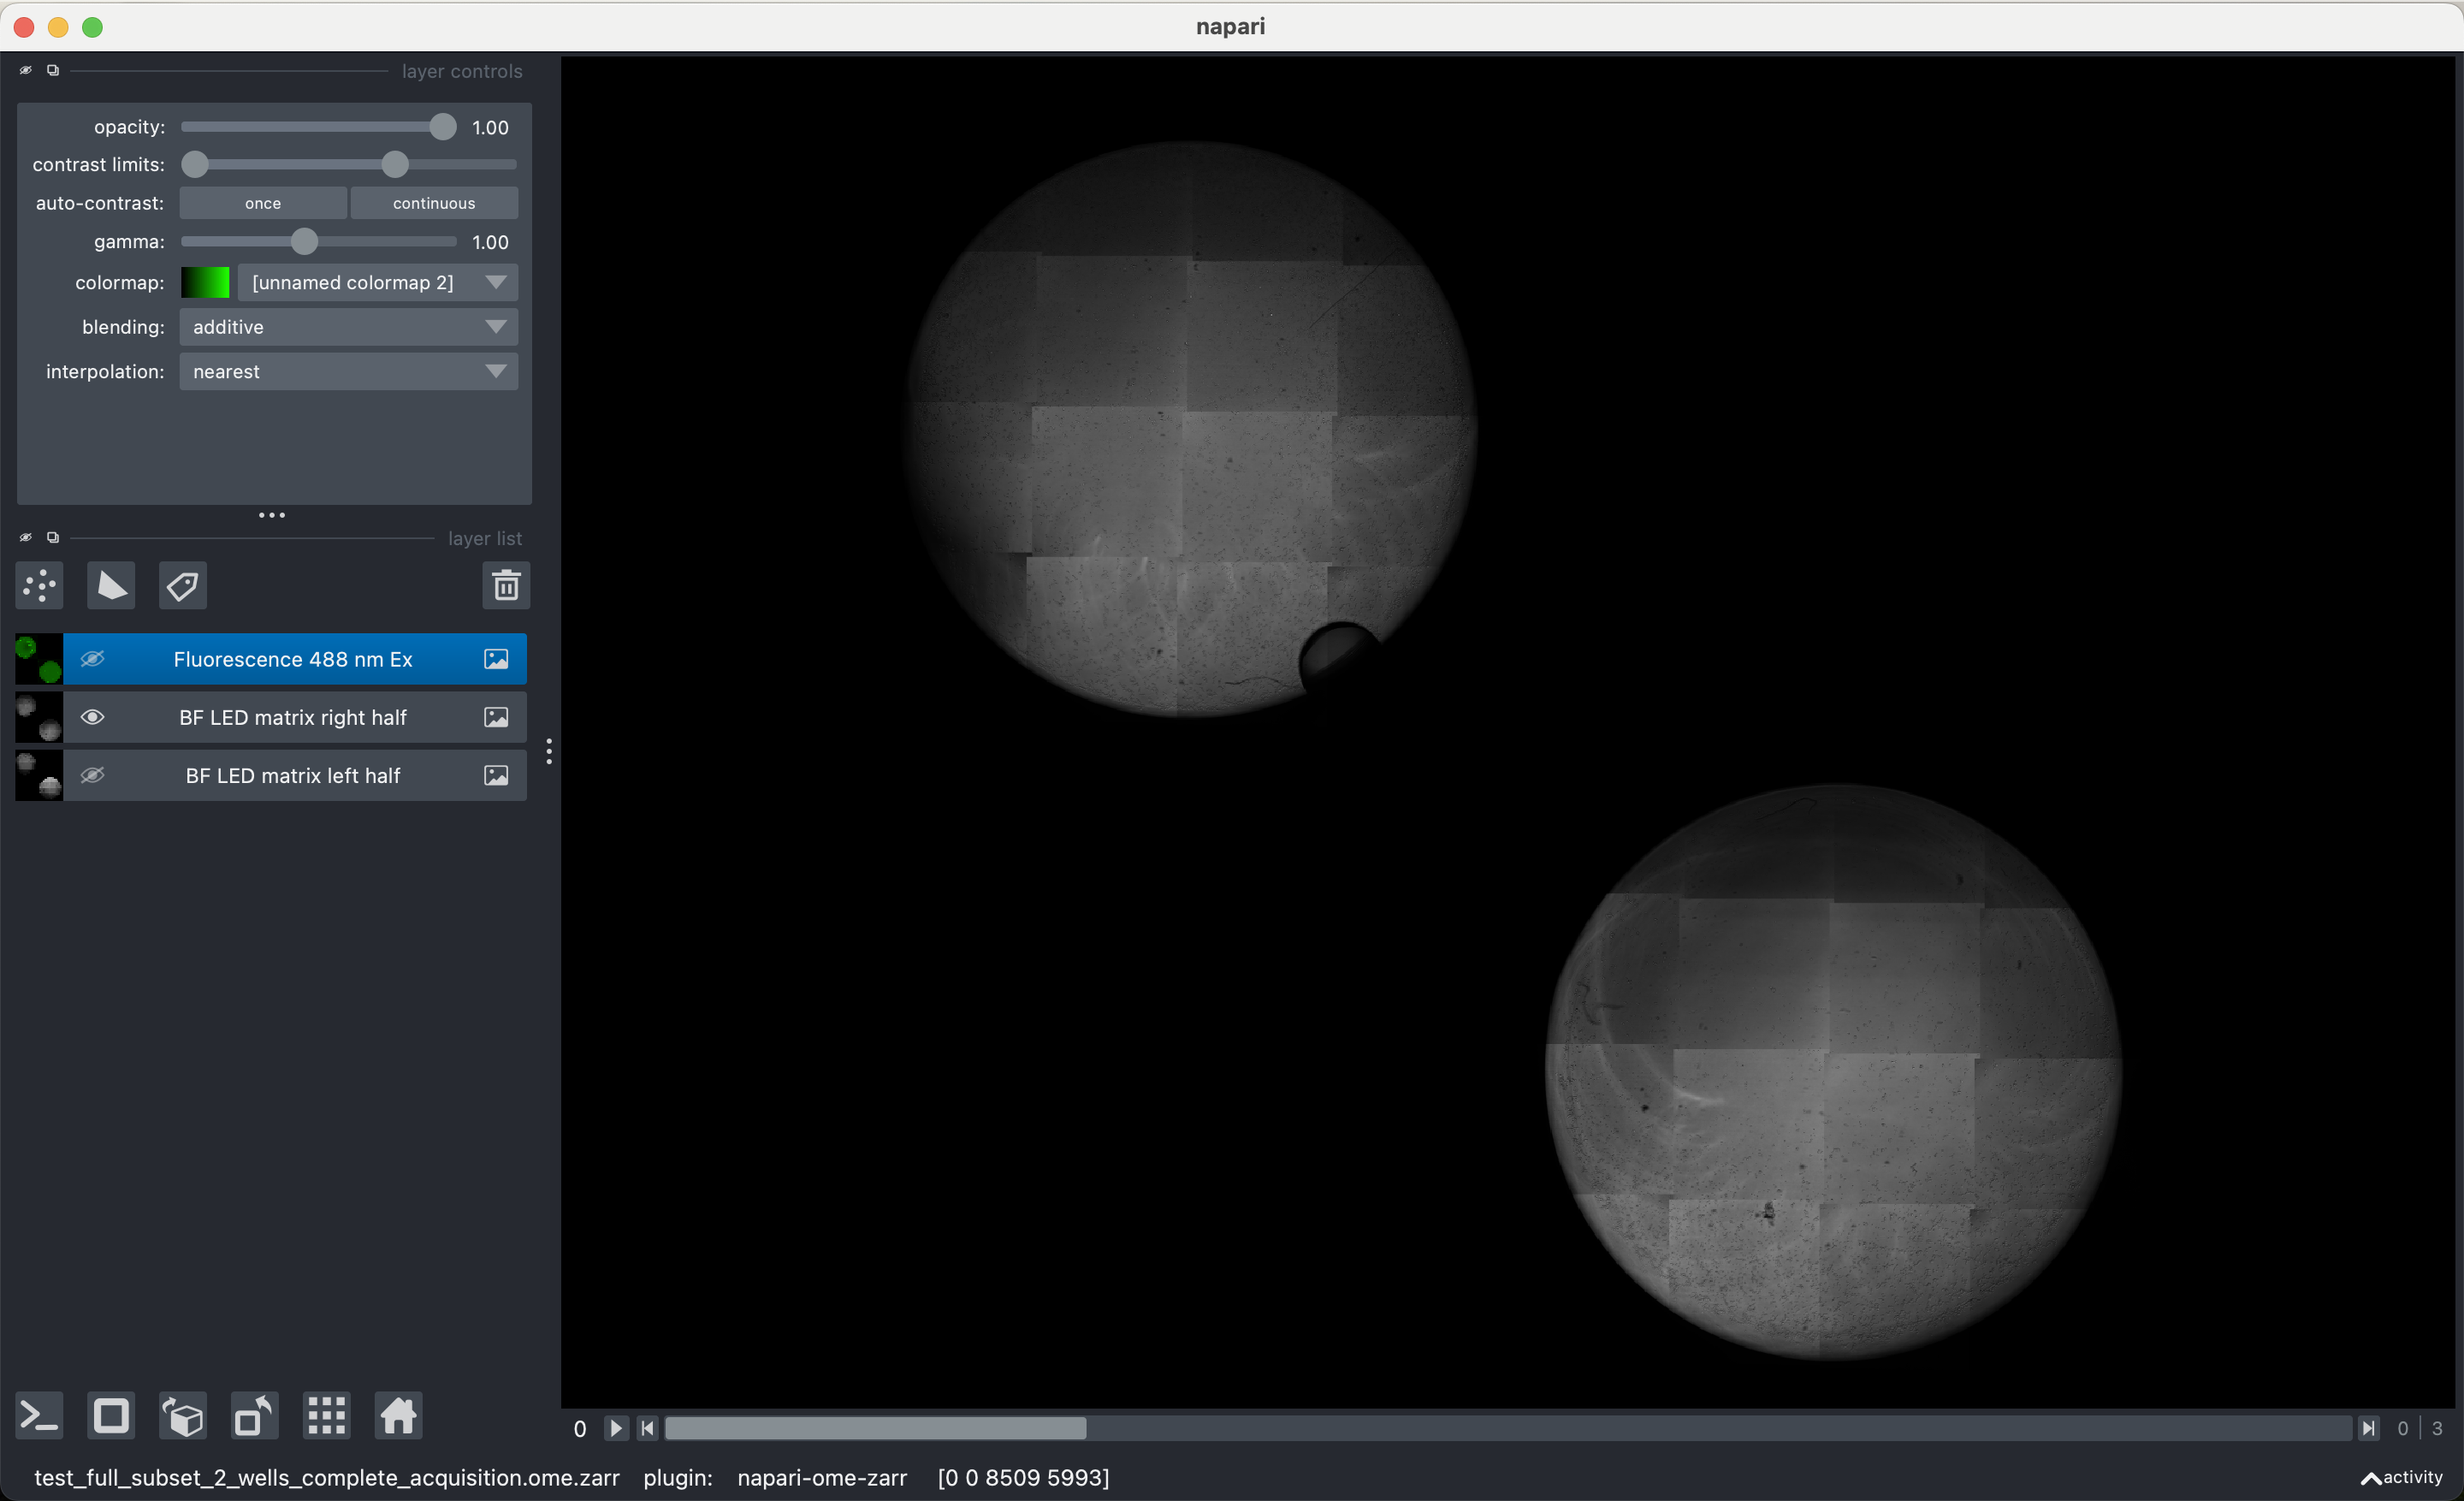 napari
layer controls
opacity: 1.00
contrast limits:
auto-contrast: once continuous
gamma: 1.00
colormap: [unnamed colormap 2]
blending: additive
interpolation: nearest
layer list
Fluorescence 488 nm Ex
BF LED matrix right half
BF LED matrix left half
0 0 3
test_full_subset_2_wells_complete_acquisition.ome.zarr plugin: napari-ome-zarr [0 0 8509 5993] activity